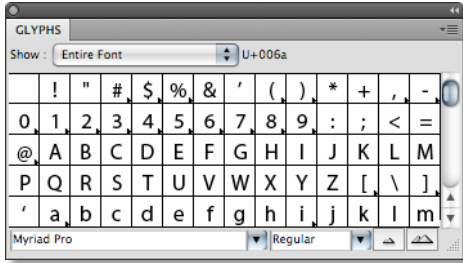 GLYPHS
Show : Entire Font U+006a
! " # $ % & ' ( ) * + , -
0 1 2 3 4 5 6 7 8 9 : ; < =
@ A B C D E F G H I J K L M
P Q R S T U V W X Y Z [ \ ]
‘ a b c d e f g h i j k l m
Myriad Pro Regular